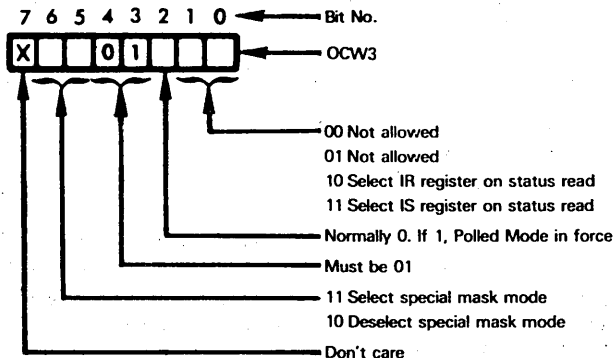 7 6 5 4 3 2 1 0 Bit No.
X 0 1 OCW3
00 Not allowed
01 Not allowed
10 Select IR register on status read
11 Select IS register on status read
Normally 0. If 1, Polled Mode in force
Must be 01
11 Select special mask mode
10 Deselect special mask mode
Don't care